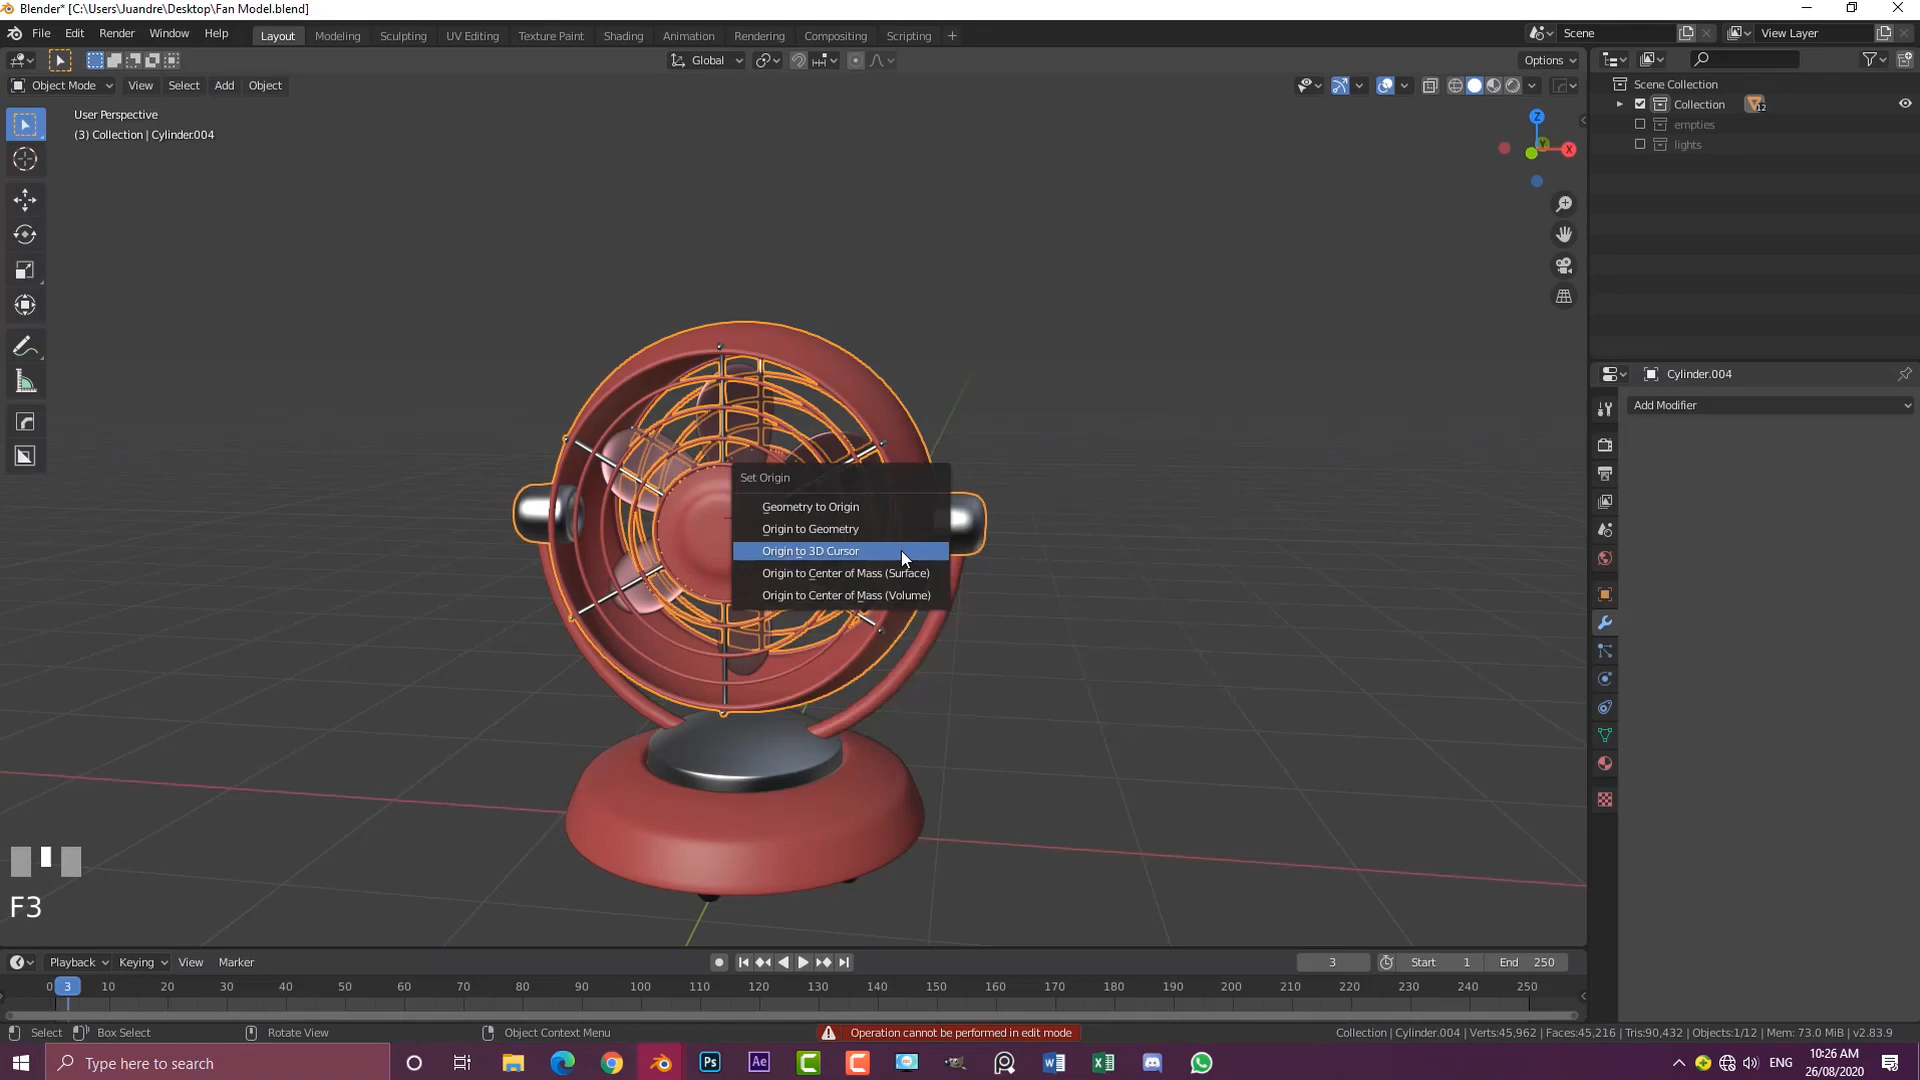 Blender* [C:\Users\Juandre\Desktop\Fan Model.blend]
File Edit Render Window Help Layout Modeling Sculpting UV Editing Texture Paint Shading Animation Rendering Compositing Scripting + Scene View Layer
Global Options
Object Mode View Select Add Object
User Perspective
(3) Collection | Cylinder.004
Z
Y
X
Scene Collection
Collection 12
empties
lights
Cylinder.004
Add Modifier
Set Origin
Geometry to Origin
Origin to Geometry
Origin to 3D Cursor
Origin to Center of Mass (Surface)
Origin to Center of Mass (Volume)
F3
Playback Keying View Marker 3 Start 1 End 250
0 3 10 20 30 40 50 60 70 80 90 100 110 120 130 140 150 160 170 180 190 200 210 220 230 240 250
Select Box Select Rotate View Object Context Menu Operation cannot be performed in edit mode Collection | Cylinder.004 | Verts:45,962 | Faces:45,216 | Tris:90,432 | Objects:1/12 | Mem: 73.0 MiB | v2.83.9
Type here to search Ps Ae ENG 10:26 AM
26/08/2020